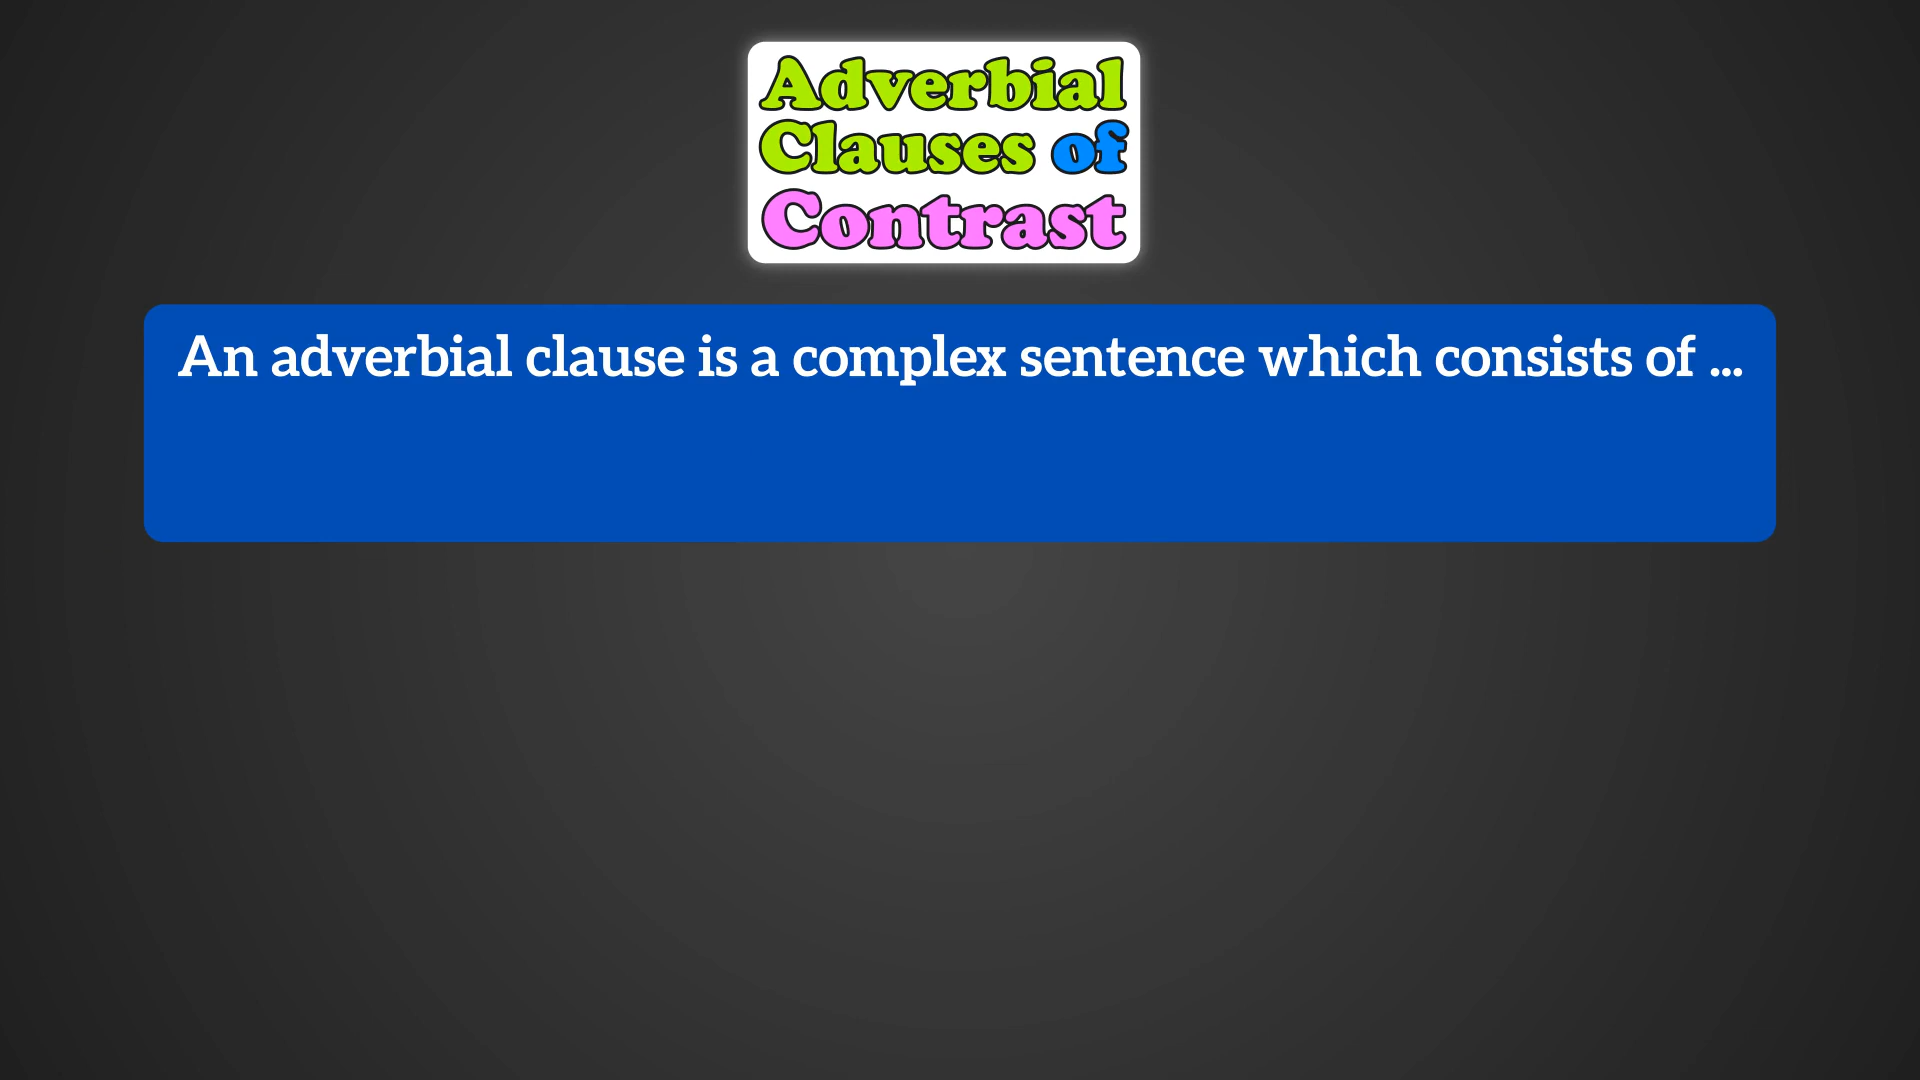 Adverbial
Clauses of
Contrast
An adverbial clause is a complex sentence which consists of ...